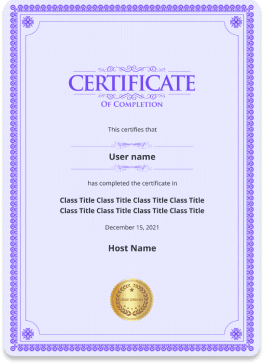 CERTIFICATE
OF COMPLETION
This certifies that
User name
has completed the certificate in
Class Title Class Title Class Title Class Title
Class Title Class Title Class Title Class Title
December 15, 2021
Host Name